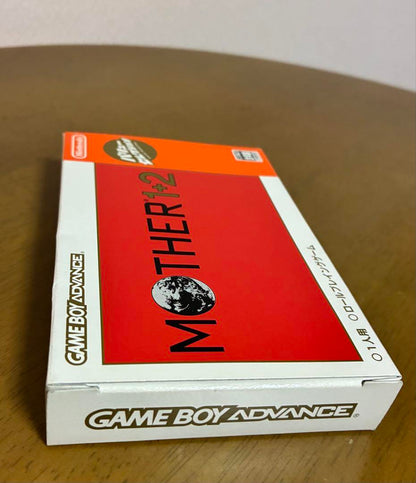 Nintendo
GAME BOY ADVANCE
MOTHER1+2
○1人用 ○ロールプレイングゲーム
GAME BOY ADVANCE®